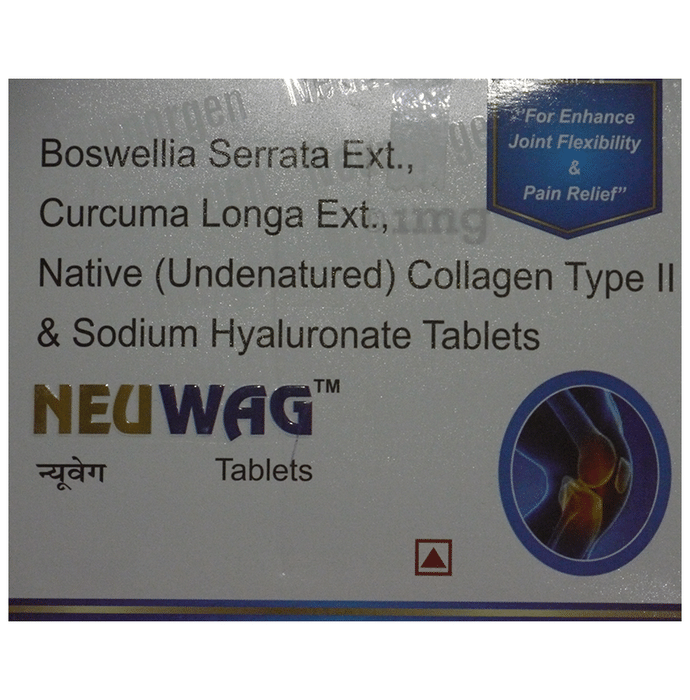 Boswellia Serrata Ext.,
Curcuma Longa Ext.,
Native (Undenatured) Collagen Type II
& Sodium Hyaluronate Tablets
"For Enhance
Joint Flexibility
&
Pain Relief"
NEUWAG™
न्यूवेग
Tablets
1mg